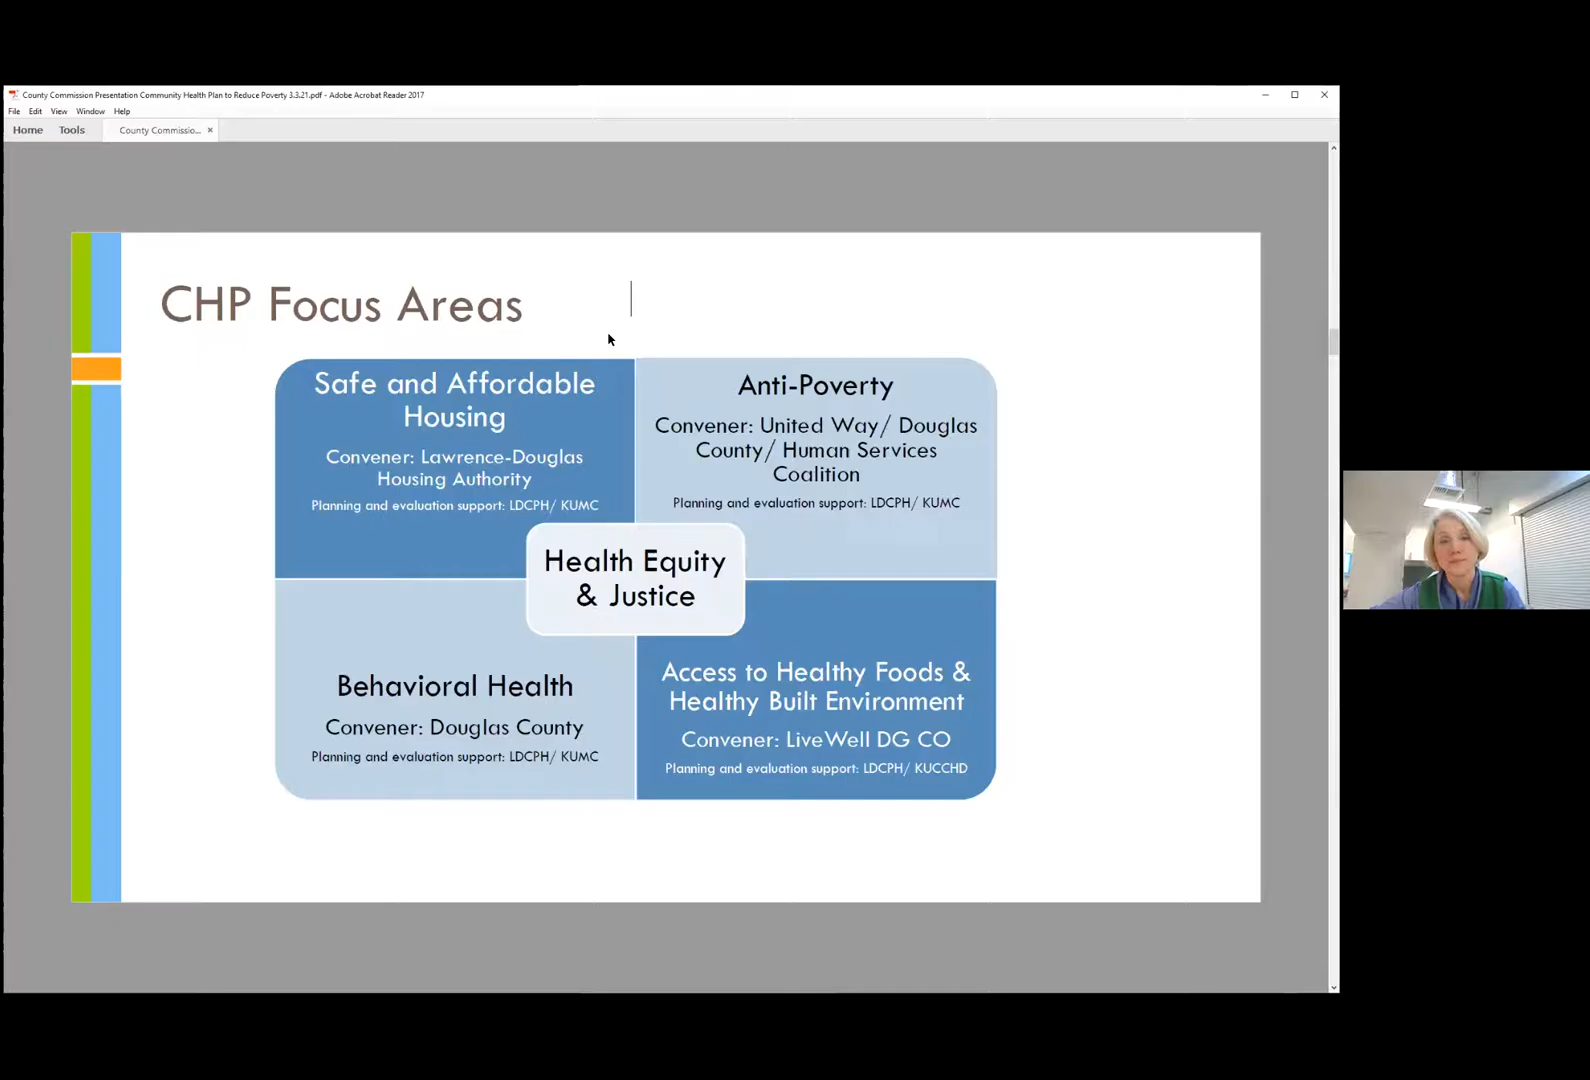 County Commission Presentation Community Health Plan to Reduce Poverty 3.3.21.pdf - Adobe Acrobat Reader 2017
File Edit View Window Help
Home Tools County Commissio... ×
CHP Focus Areas
Safe and Affordable
Housing
Convener: Lawrence-Douglas
Housing Authority
Planning and evaluation support: LDCPH/ KUMC
Anti-Poverty
Convener: United Way/ Douglas
County/ Human Services
Coalition
Planning and evaluation support: LDCPH/ KUMC
Health Equity
& Justice
Behavioral Health
Convener: Douglas County
Planning and evaluation support: LDCPH/ KUMC
Access to Healthy Foods &
Healthy Built Environment
Convener: LiveWell DG CO
Planning and evaluation support: LDCPH/ KUCCHD